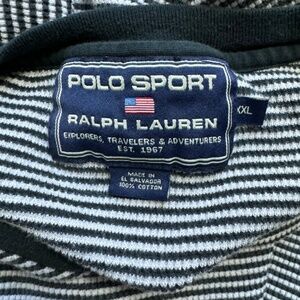 POLO SPORT
RALPH LAUREN
EXPLORERS, TRAVELERS & ADVENTURERS
EST. 1967
XXL
MADE IN
EL SALVADOR
100% COTTON